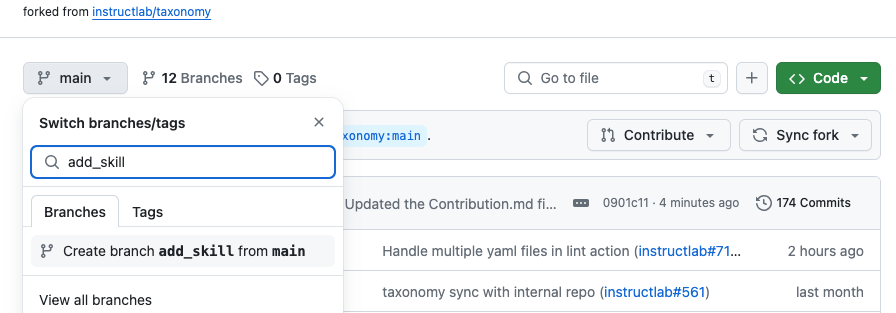 forked from instructlab/taxonomy
main 12 Branches 0 Tags Go to file t + Code
Switch branches/tags
xonomy:main . Contribute Sync fork
add_skill
Branches Tags
Updated the Contribution.md fi... 0901c11 · 4 minutes ago 174 Commits
Create branch add_skill from main
Handle multiple yaml files in lint action (instructlab#71... 2 hours ago
View all branches
taxonomy sync with internal repo (instructlab#561) last month